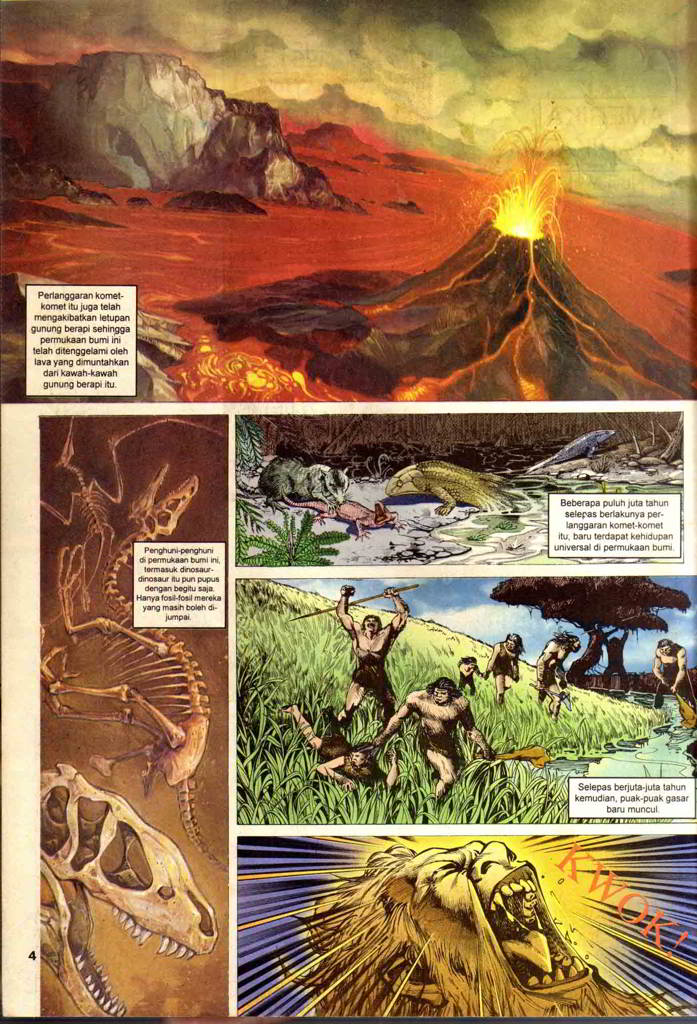 Perlanggaran komet-
komet itu juga telah
mengakibatkan letupan
gunung berapi sehingga
permukaan bumi ini
telah ditenggelami oleh
lava yang dimuntahkan
dari kawah-kawah
gunung berapi itu.
Penghuni-penghuni
di permukaan bumi ini,
termasuk dinosaur-
dinosaur itu pun pupus
dengan begitu saja.
Hanya fosil-fosil mereka
yang masih boleh di-
jumpai.
Beberapa puluh juta tahun
selepas berlakunya per-
langgaran komet-komet
itu, baru terdapat kehidupan
universal di permukaan bumi.
Selepas berjuta-juta tahun
kemudian, puak-puak gasar
baru muncul.
KWOK!
4